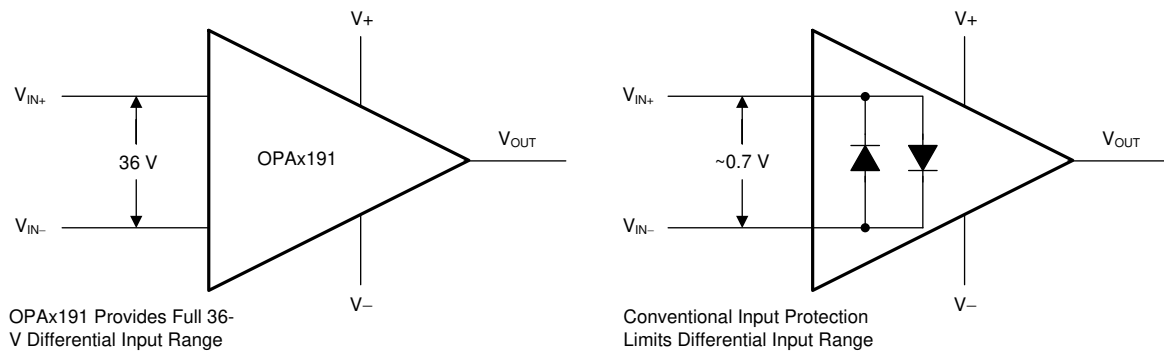 V+
VIN+
36 V
OPAx191
VOUT
VIN–
V–
OPAx191 Provides Full 36-
V Differential Input Range
V+
VIN+
~0.7 V
VOUT
VIN–
V–
Conventional Input Protection
Limits Differential Input Range